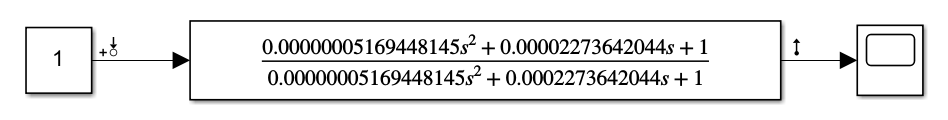 1
0.00000005169448145s² + 0.00002273642044s + 1
0.00000005169448145s² + 0.0002273642044s + 1